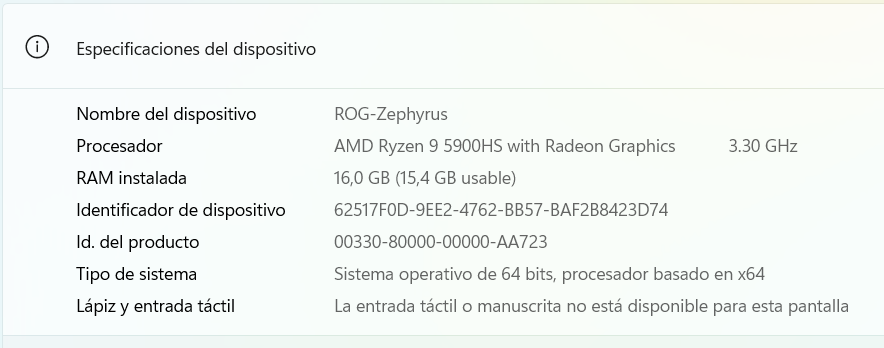 Especificaciones del dispositivo
Nombre del dispositivo ROG-Zephyrus
Procesador AMD Ryzen 9 5900HS with Radeon Graphics 3.30 GHz
RAM instalada 16,0 GB (15,4 GB usable)
Identificador de dispositivo 62517F0D-9EE2-4762-BB57-BAF2B8423D74
Id. del producto 00330-80000-00000-AA723
Tipo de sistema Sistema operativo de 64 bits, procesador basado en x64
Lápiz y entrada táctil La entrada táctil o manuscrita no está disponible para esta pantalla